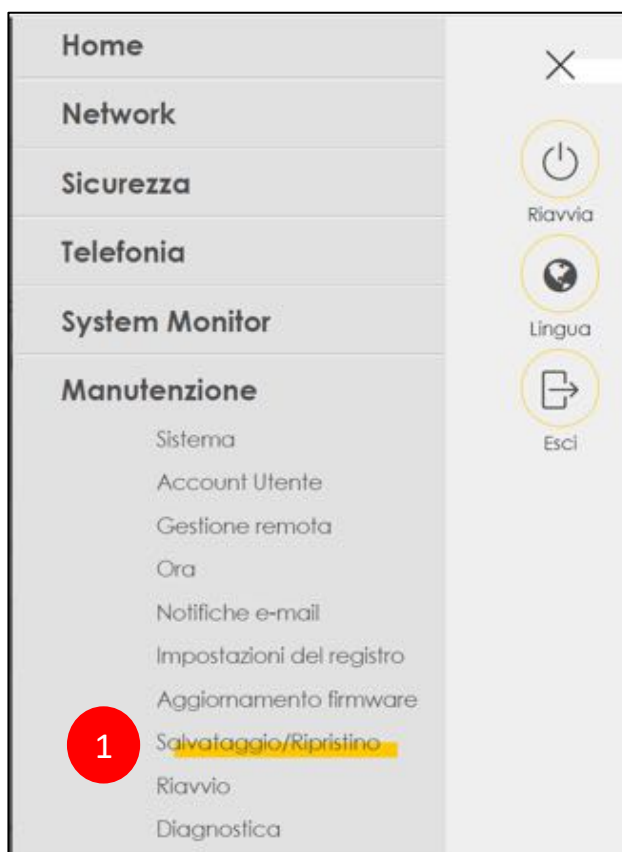 Home
Network
Sicurezza
Telefonia
System Monitor
Manutenzione
Sistema
Account Utente
Gestione remota
Ora
Notifiche e-mail
Impostazioni del registro
Aggiornamento firmware
1
Salvataggio/Ripristino
Riavvio
Diagnostica
Riavvia
Lingua
Esci